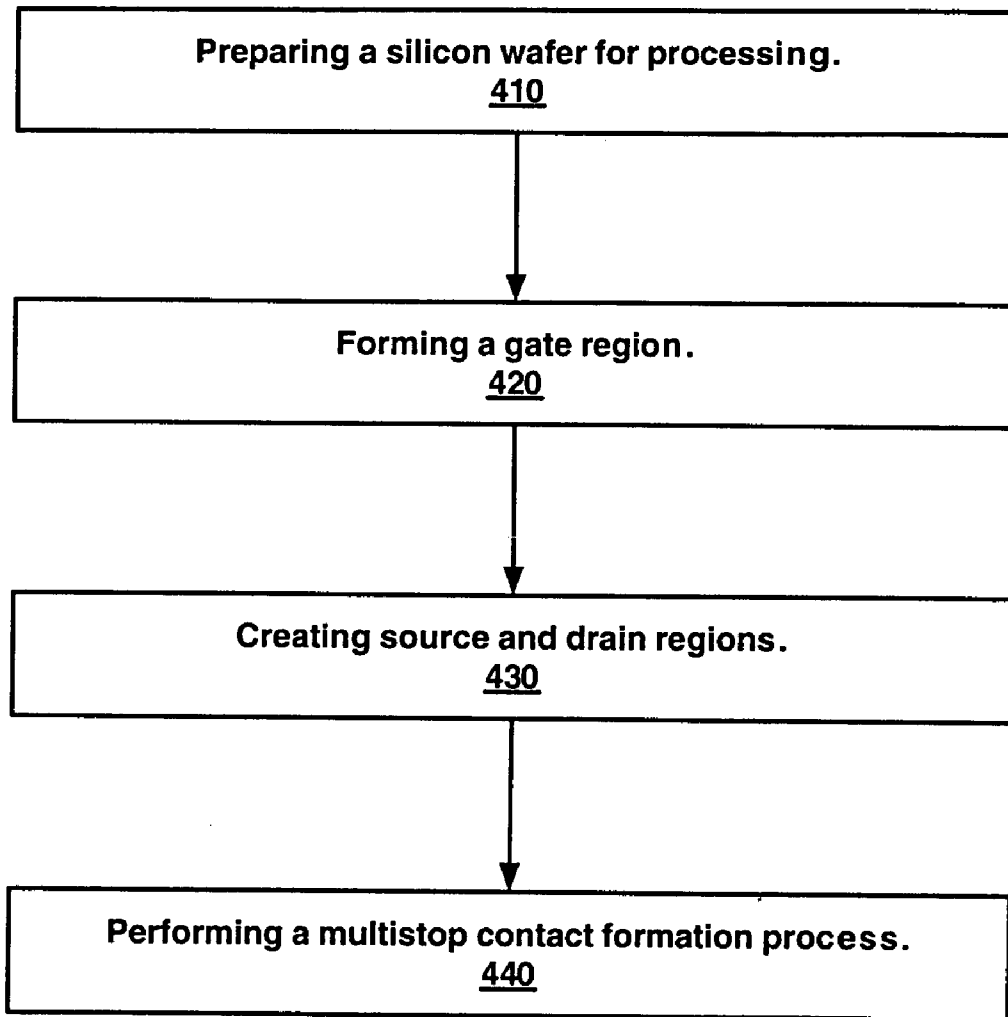 Preparing a silicon wafer for processing.
410
Forming a gate region.
420
Creating source and drain regions.
430
Performing a multistop contact formation process.
440